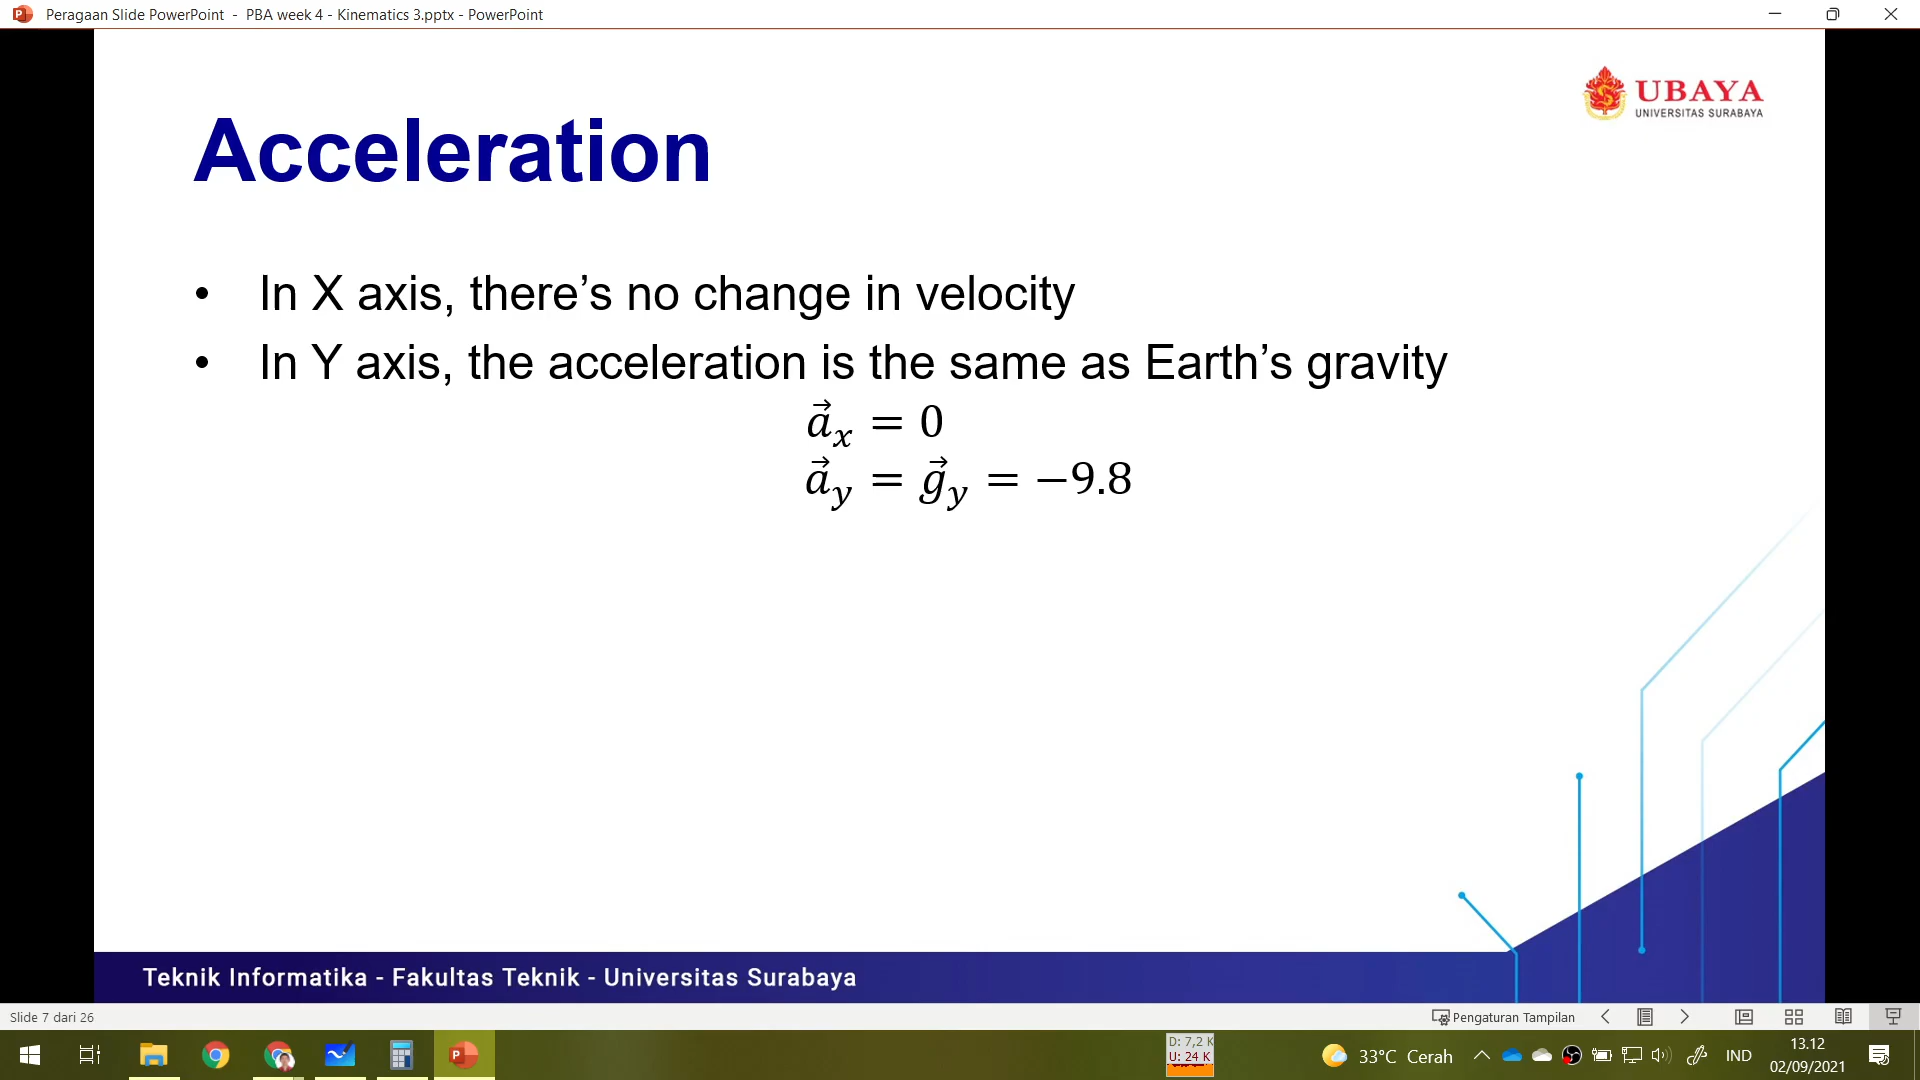 Peragaan Slide PowerPoint - PBA week 4 - Kinematics 3.pptx - PowerPoint
UBAYA
UNIVERSITAS SURABAYA
Acceleration
• In X axis, there’s no change in velocity
• In Y axis, the acceleration is the same as Earth’s gravity
a⃗ₓ = 0
a⃗_y = g⃗_y = −9.8
Teknik Informatika - Fakultas Teknik - Universitas Surabaya
Slide 7 dari 26
Pengaturan Tampilan
D: 7,2 K
U: 24 K
33°C Cerah
IND
13.12
02/09/2021